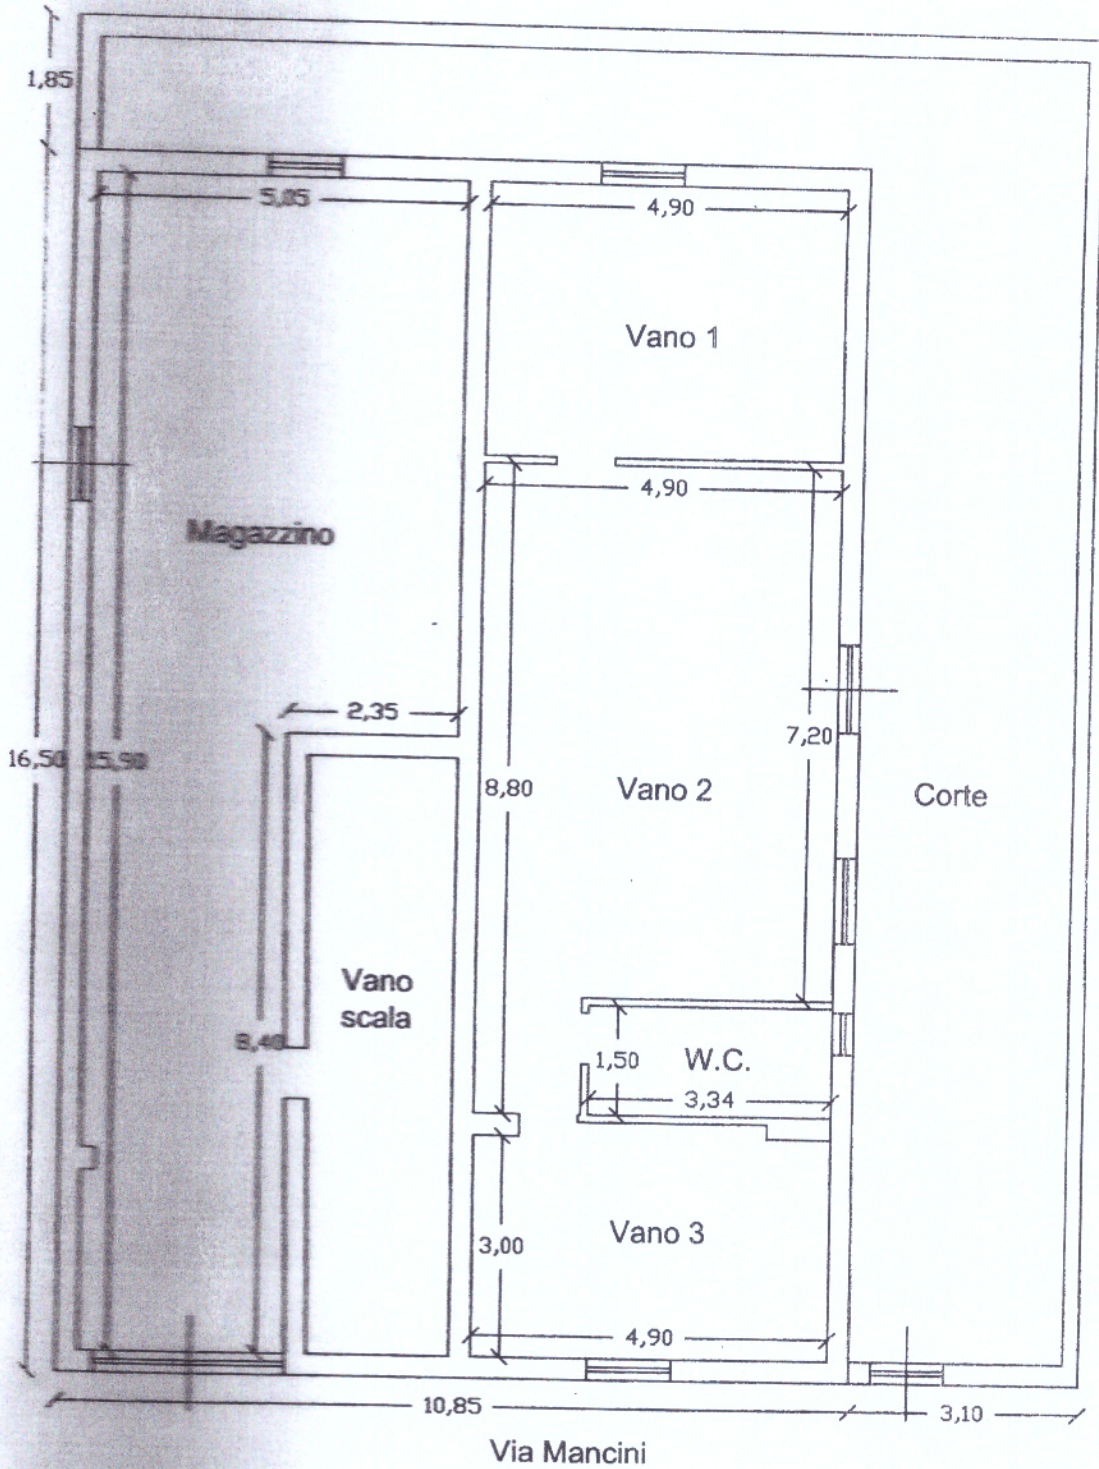 1,85
5,05
4,90
Vano 1
4,90
Magazzino
2,35
16,50
15,90
8,80
7,20
Vano 2
Corte
Vano
scala
8,40
1,50
W.C.
3,34
3,00
Vano 3
4,90
10,85
3,10
Via Mancini